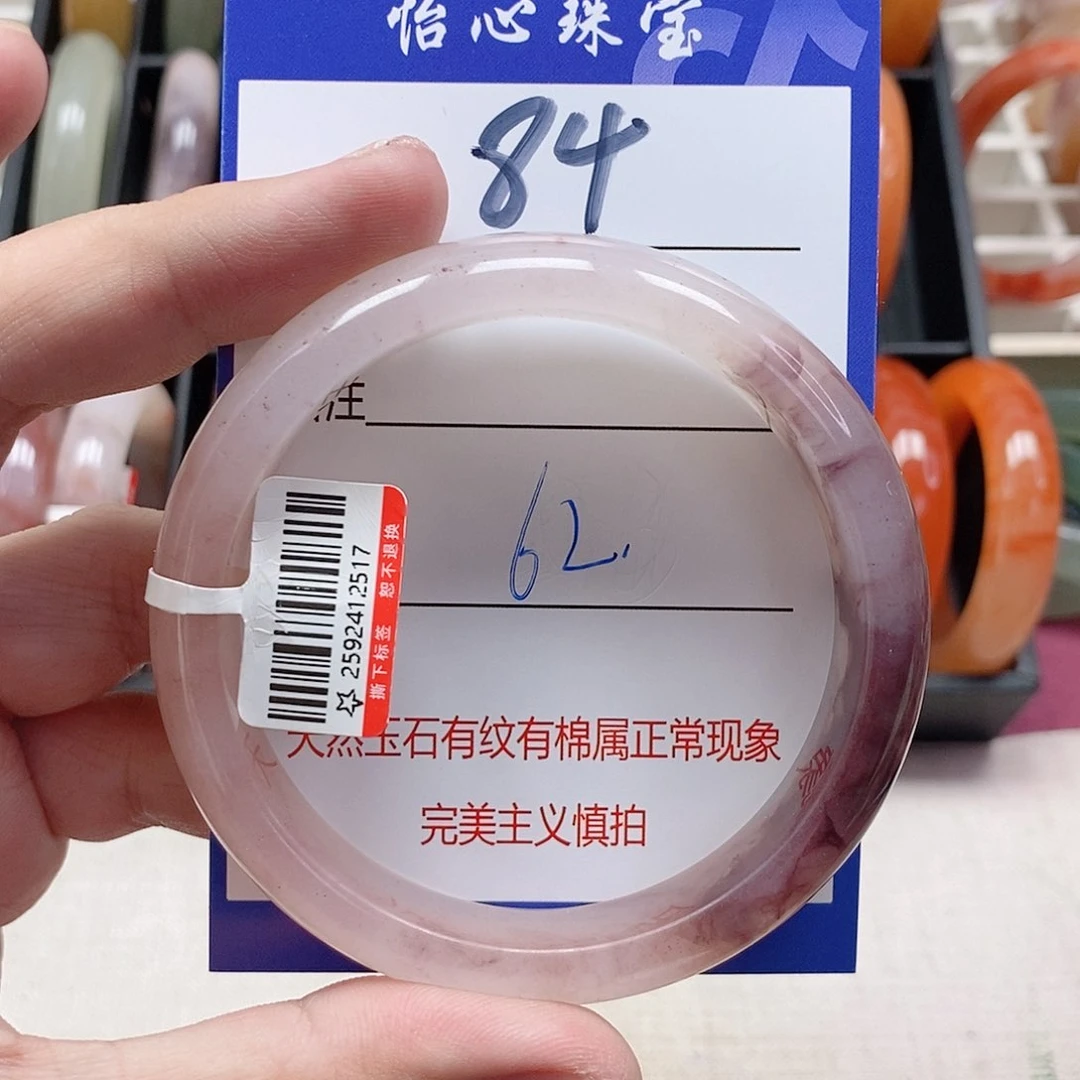 怡心珠宝
84
注
62.
2592412517
撕下标签 恕不退换
天然玉石有纹有棉属正常现象
完美主义慎拍